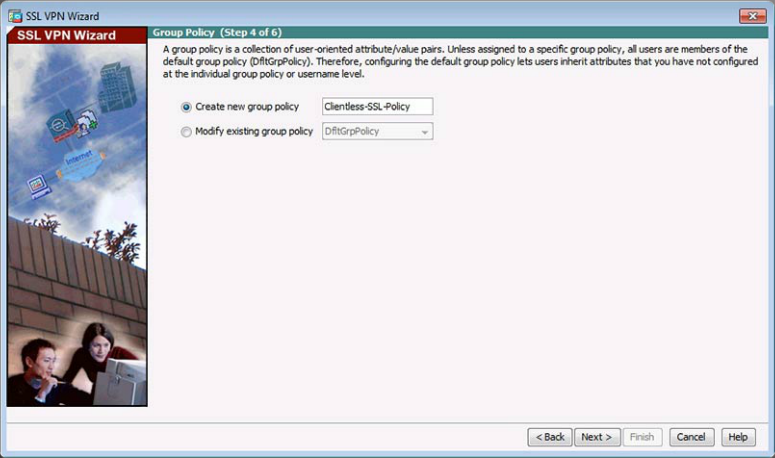 SSL VPN Wizard
SSL VPN Wizard
Group Policy (Step 4 of 6)
A group policy is a collection of user-oriented attribute/value pairs. Unless assigned to a specific group policy, all users are members of the
default group policy (DfltGrpPolicy). Therefore, configuring the default group policy lets users inherit attributes that you have not configured
at the individual group policy or username level.
Create new group policy Clientless-SSL-Policy
Modify existing group policy DfltGrpPolicy
Internet
< Back Next > Finish Cancel Help